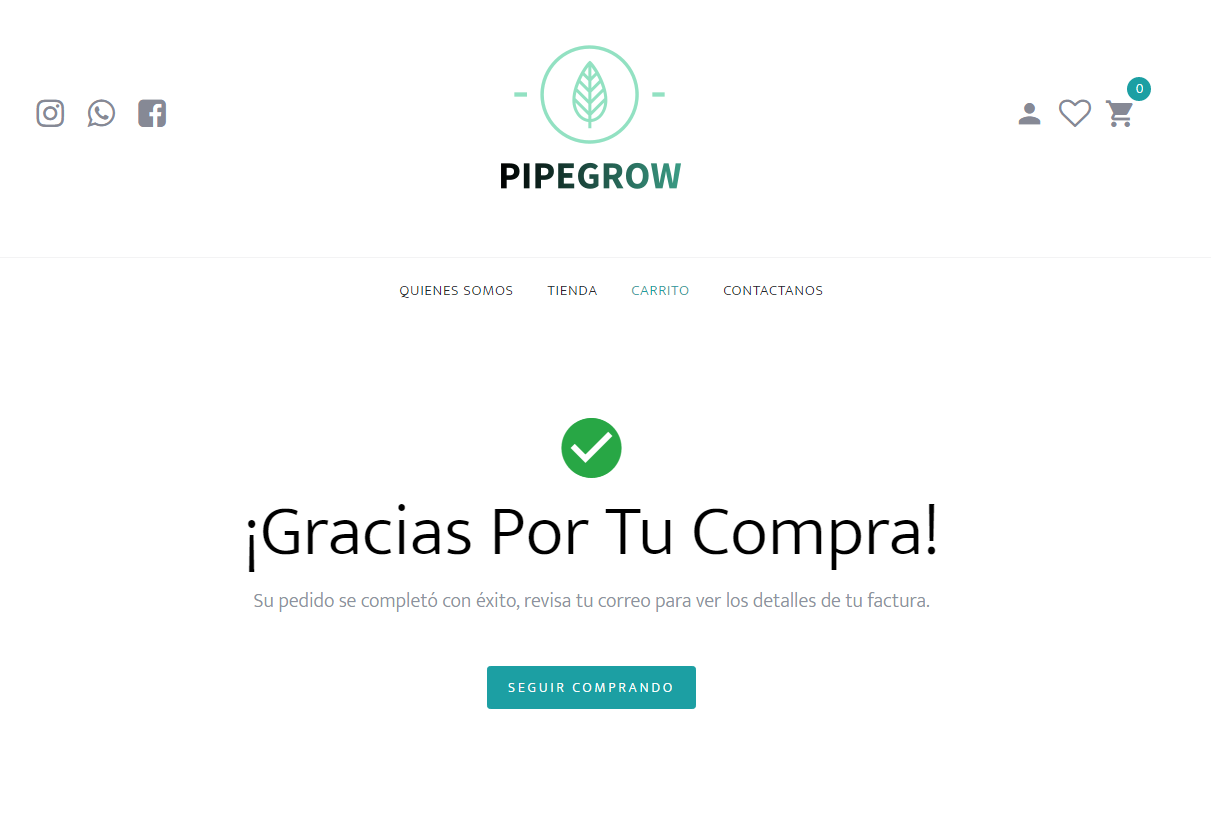 0
PIPEGROW
QUIENES SOMOS TIENDA CARRITO CONTACTANOS
¡Gracias Por Tu Compra!
Su pedido se completó con éxito, revisa tu correo para ver los detalles de tu factura.
SEGUIR COMPRANDO